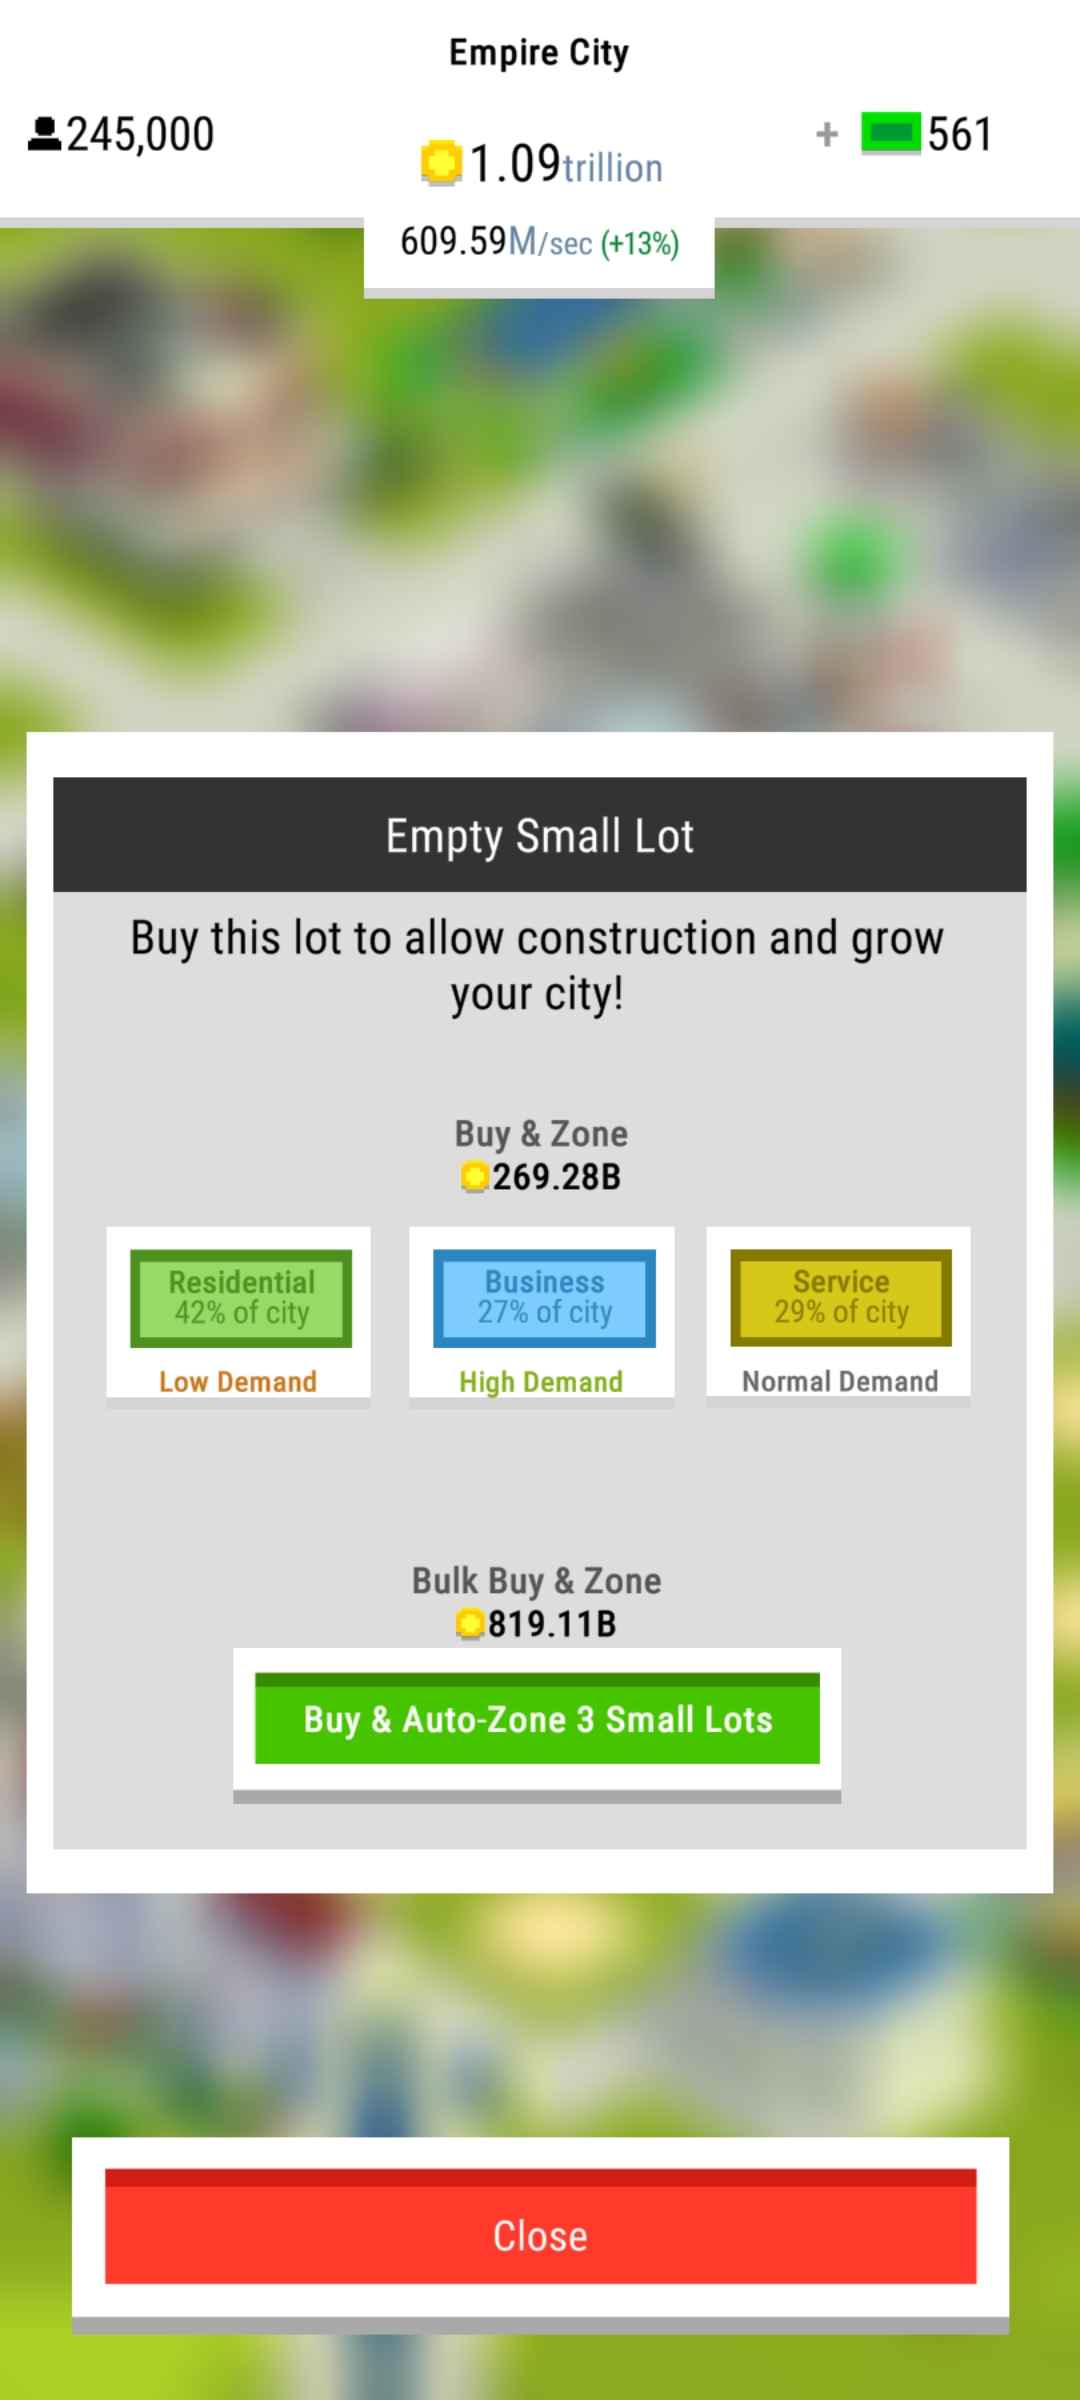 Empire City
245,000
1.09trillion
+ 561
609.59M/sec (+13%)
Empty Small Lot
Buy this lot to allow construction and grow
your city!
Buy & Zone
269.28B
Residential
42% of city
Low Demand
Business
27% of city
High Demand
Service
29% of city
Normal Demand
Bulk Buy & Zone
819.11B
Buy & Auto-Zone 3 Small Lots
Close